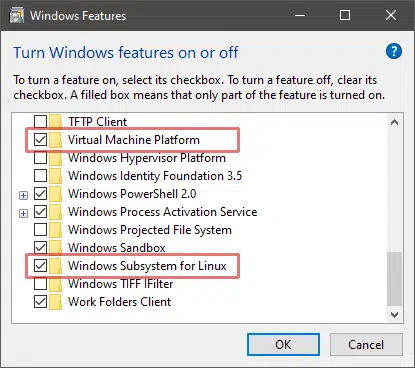 Windows Features
Turn Windows features on or off
?
To turn a feature on, select its checkbox. To turn a feature off, clear its
checkbox. A filled box means that only part of the feature is turned on.
TFTP Client
Virtual Machine Platform
Windows Hypervisor Platform
Windows Identity Foundation 3.5
Windows PowerShell 2.0
Windows Process Activation Service
Windows Projected File System
Windows Sandbox
Windows Subsystem for Linux
Windows TIFF IFilter
Work Folders Client
OK Cancel